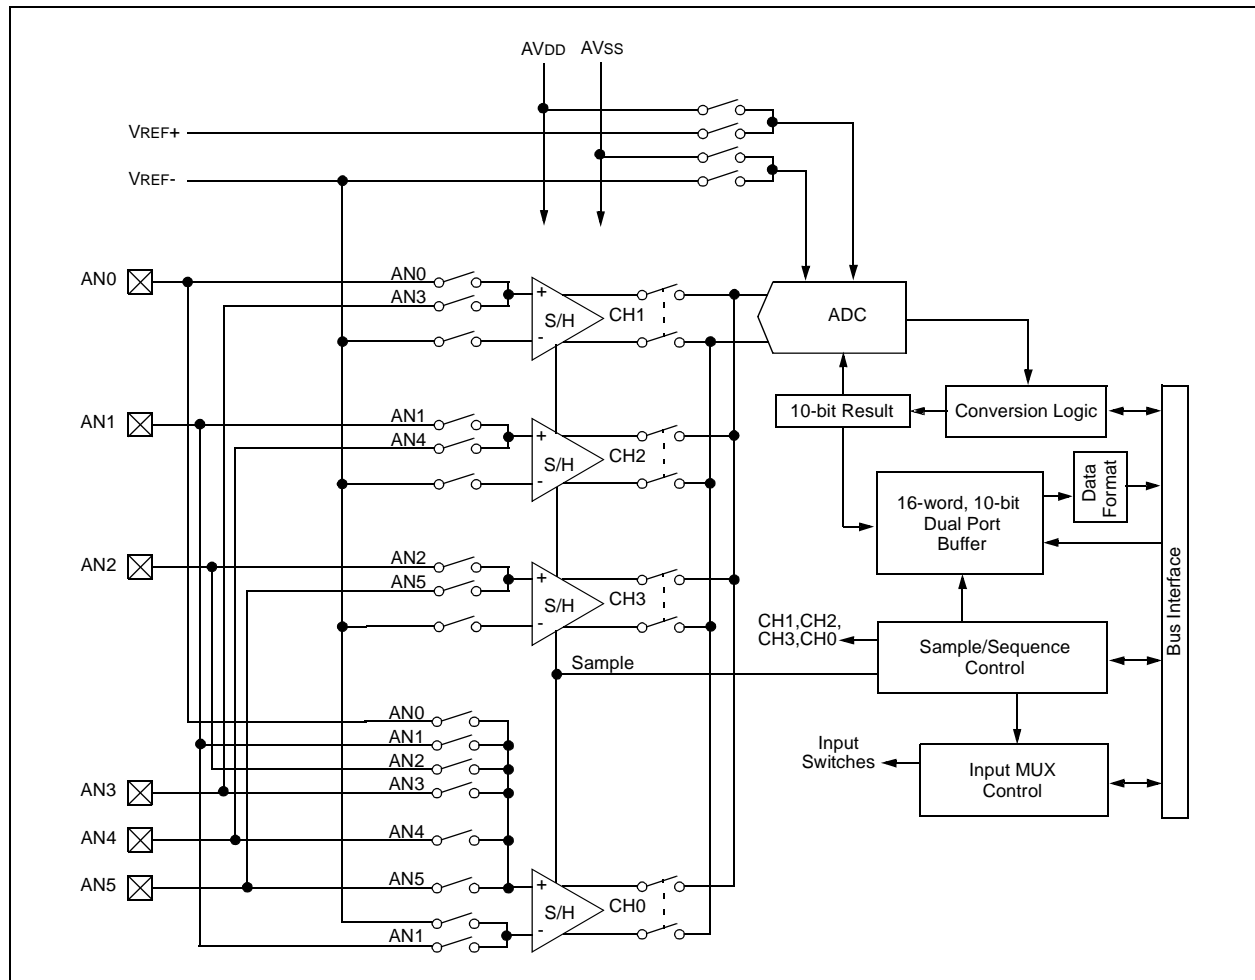 AVDD AVSS
VREF+
VREF-
AN0
AN0
AN3
+
S/H
-
CH1
ADC
10-bit Result
Conversion Logic
AN1
AN1
AN4
+
S/H
-
CH2
16-word, 10-bit
Dual Port
Buffer
Data
Format
AN2
AN2
AN5
+
S/H
-
CH3
CH1,CH2,
CH3,CH0
Sample/Sequence
Control
Bus Interface
Sample
AN0
AN1
AN2
AN3
AN3
Input
Switches
Input MUX
Control
AN4
AN4
AN5
AN5
+
S/H
-
CH0
AN1